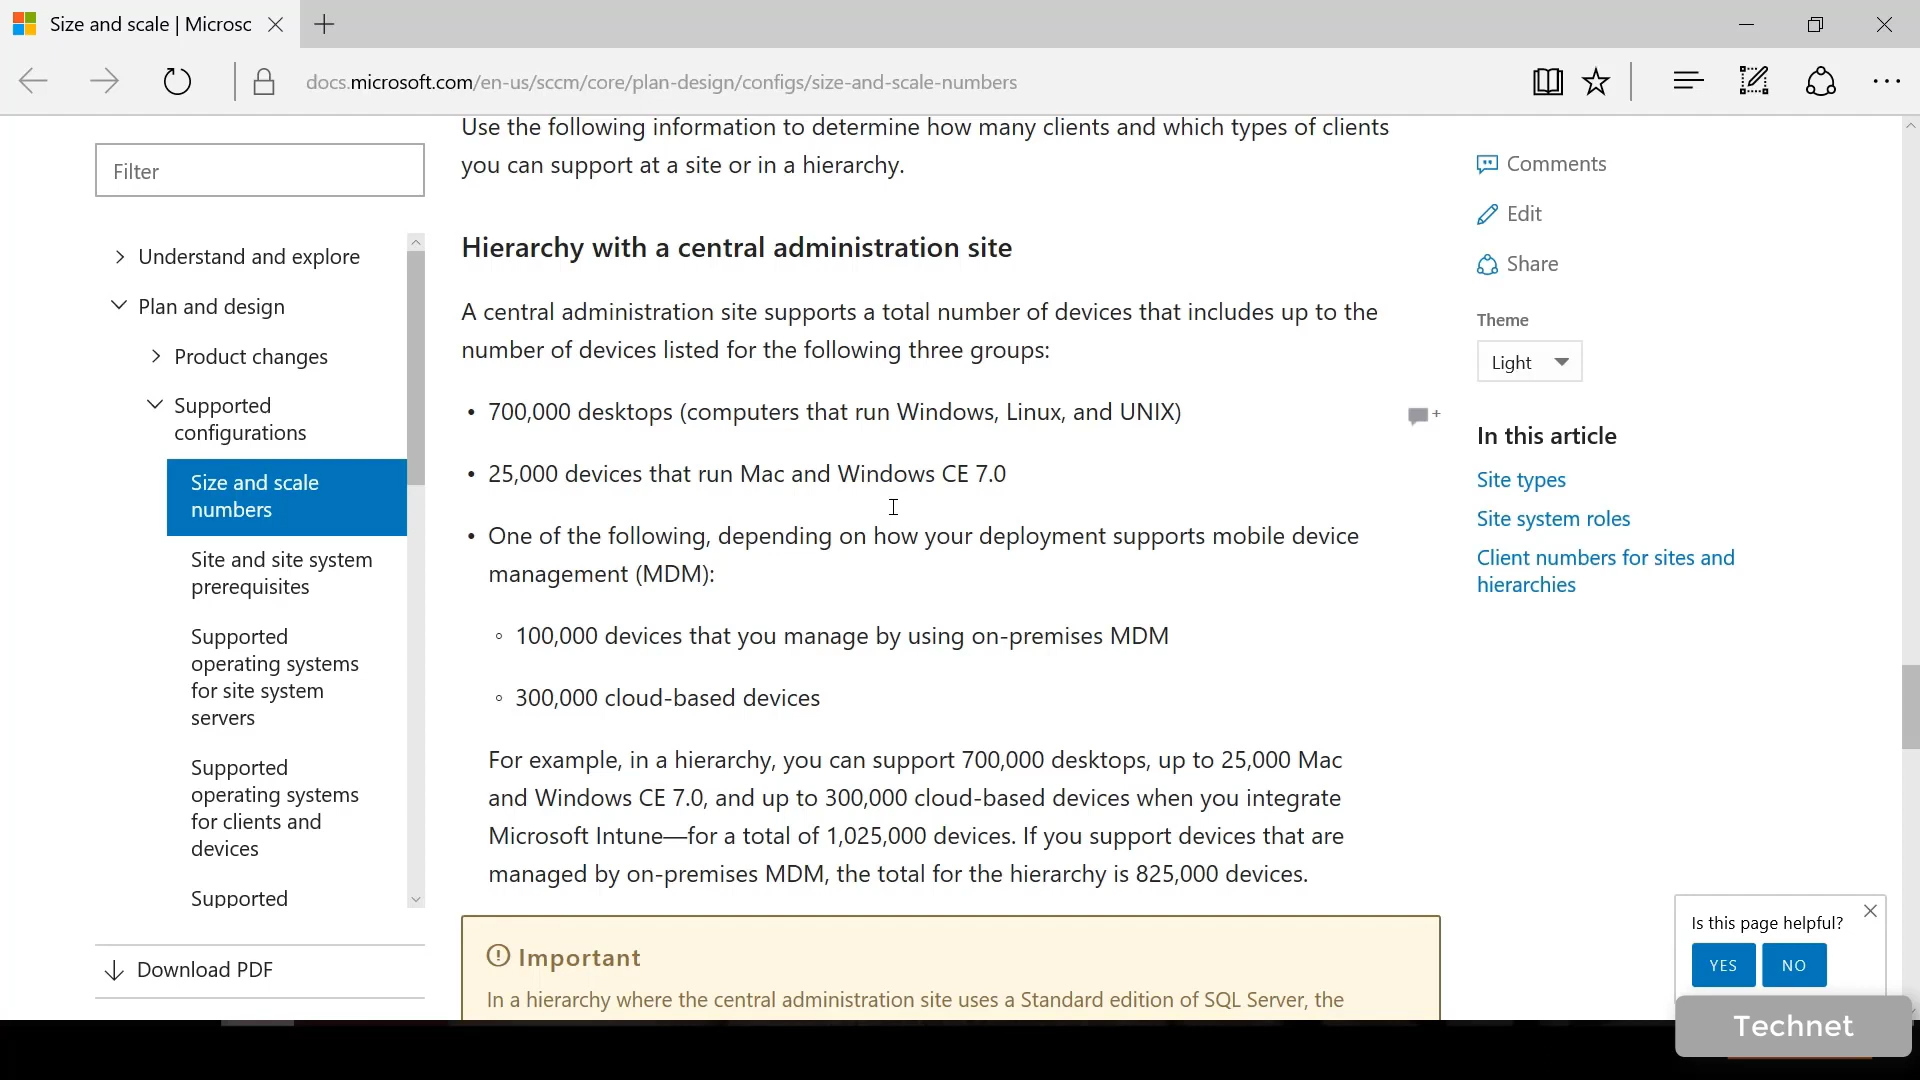 Size and scale | Microsc
docs.microsoft.com/en-us/sccm/core/plan-design/configs/size-and-scale-numbers
Filter
Understand and explore
Plan and design
Product changes
Supported
configurations
Size and scale
numbers
Site and site system
prerequisites
Supported
operating systems
for site system
servers
Supported
operating systems
for clients and
devices
Supported
Download PDF
Use the following information to determine how many clients and which types of clients
you can support at a site or in a hierarchy.
Hierarchy with a central administration site
A central administration site supports a total number of devices that includes up to the
number of devices listed for the following three groups:
• 700,000 desktops (computers that run Windows, Linux, and UNIX)
• 25,000 devices that run Mac and Windows CE 7.0
• One of the following, depending on how your deployment supports mobile device
management (MDM):
◦ 100,000 devices that you manage by using on-premises MDM
◦ 300,000 cloud-based devices
For example, in a hierarchy, you can support 700,000 desktops, up to 25,000 Mac
and Windows CE 7.0, and up to 300,000 cloud-based devices when you integrate
Microsoft Intune—for a total of 1,025,000 devices. If you support devices that are
managed by on-premises MDM, the total for the hierarchy is 825,000 devices.
Important
In a hierarchy where the central administration site uses a Standard edition of SQL Server, the
Comments
Edit
Share
Theme
Light
In this article
Site types
Site system roles
Client numbers for sites and
hierarchies
Is this page helpful?
YES NO
Technet